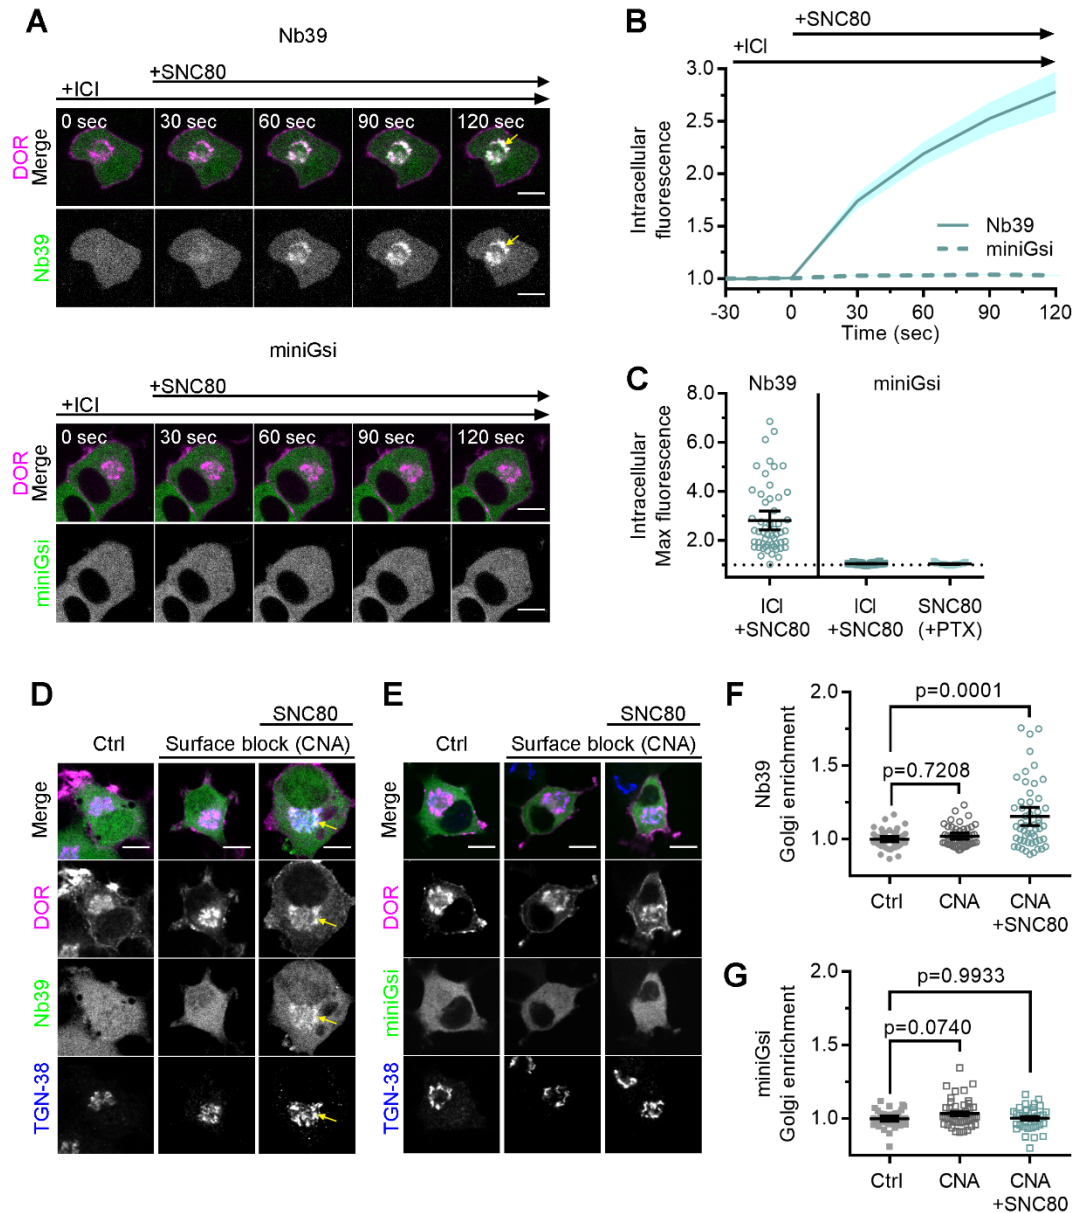 A
Nb39
+SNC80
+ICI
0 sec 30 sec 60 sec 90 sec 120 sec
DOR
Merge
Nb39
miniGsi
+SNC80
+ICI
0 sec 30 sec 60 sec 90 sec 120 sec
DOR
Merge
miniGsi
B
+SNC80
+ICI
Intracellular
fluorescence
3.0
2.5
2.0
1.5
1.0
Nb39
miniGsi
-30 0 30 60 90 120
Time (sec)
C
Nb39 miniGsi
Intracellular
Max fluorescence
8.0
6.0
4.0
2.0
ICI
+SNC80
ICI
+SNC80
SNC80
(+PTX)
D
SNC80
Ctrl Surface block (CNA)
Merge
DOR
Nb39
TGN-38
E
SNC80
Ctrl Surface block (CNA)
Merge
DOR
miniGsi
TGN-38
F
Nb39
Golgi enrichment
2.0
1.5
1.0
p=0.0001
p=0.7208
Ctrl CNA CNA
+SNC80
G
miniGsi
Golgi enrichment
2.0
1.5
1.0
p=0.9933
p=0.0740
Ctrl CNA CNA
+SNC80